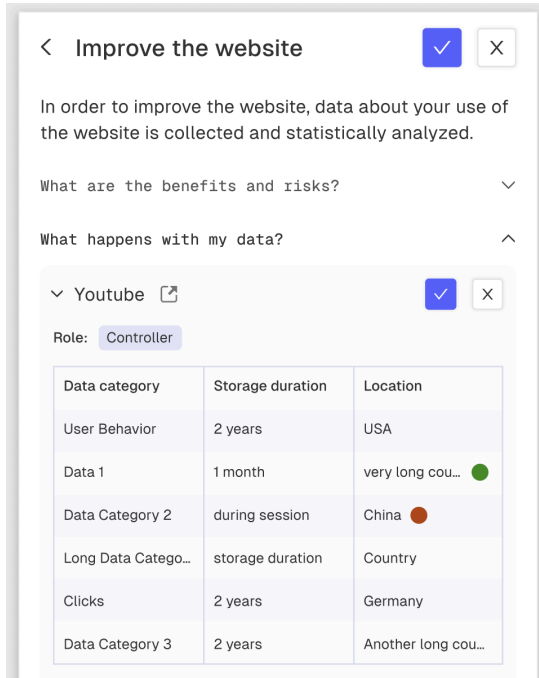 Improve the website
In order to improve the website, data about your use of
the website is collected and statistically analyzed.
What are the benefits and risks?
What happens with my data?
Youtube
Role: Controller
Data category Storage duration Location
User Behavior 2 years USA
Data 1 1 month very long cou...
Data Category 2 during session China
Long Data Catego... storage duration Country
Clicks 2 years Germany
Data Category 3 2 years Another long cou...